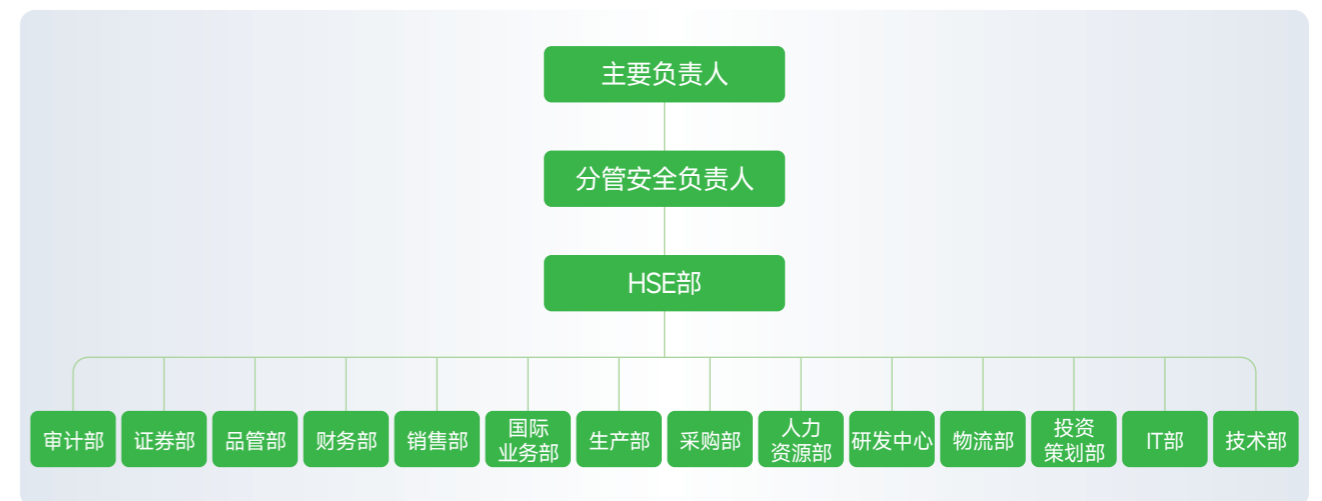 主要负责人
分管安全负责人
HSE部
审计部
证券部
品管部
财务部
销售部
国际
业务部
生产部
采购部
人力
资源部
研发中心
物流部
投资
策划部
IT部
技术部